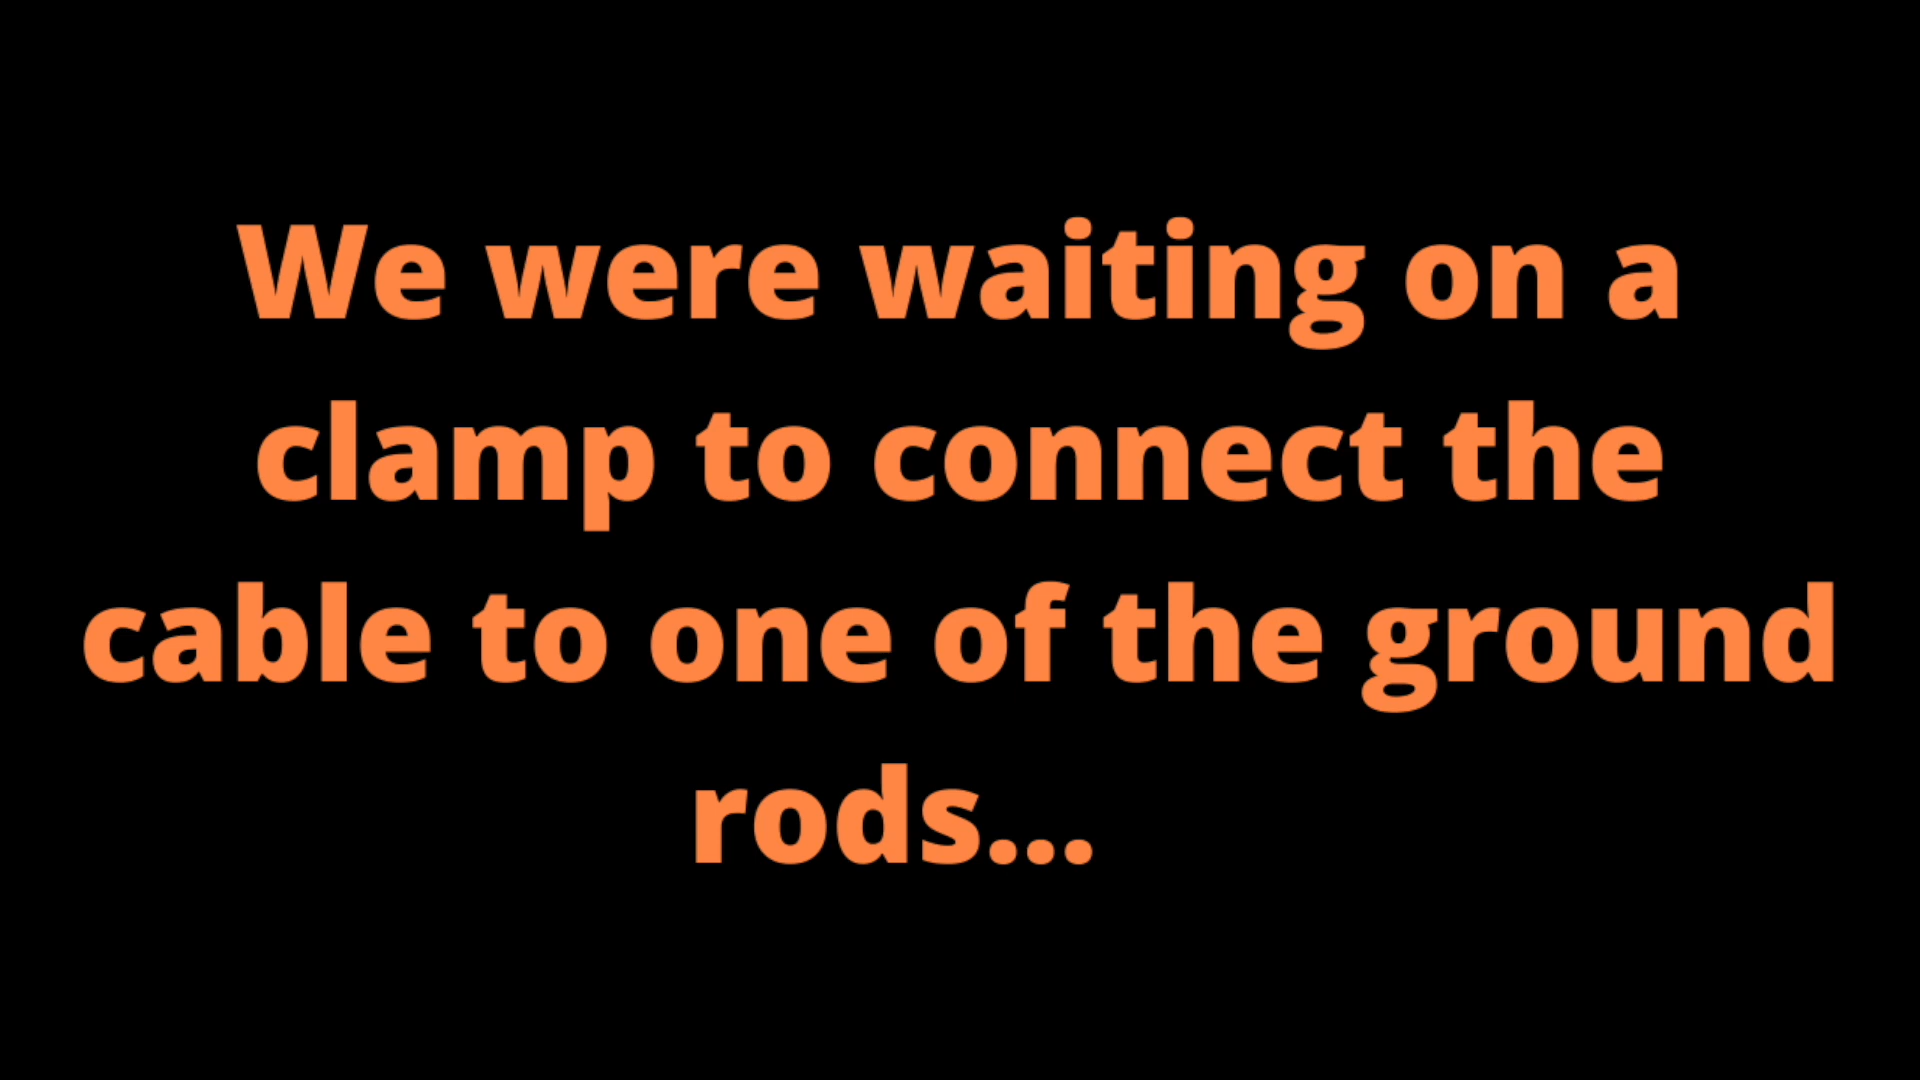 We were waiting on a
clamp to connect the
cable to one of the ground
rods...